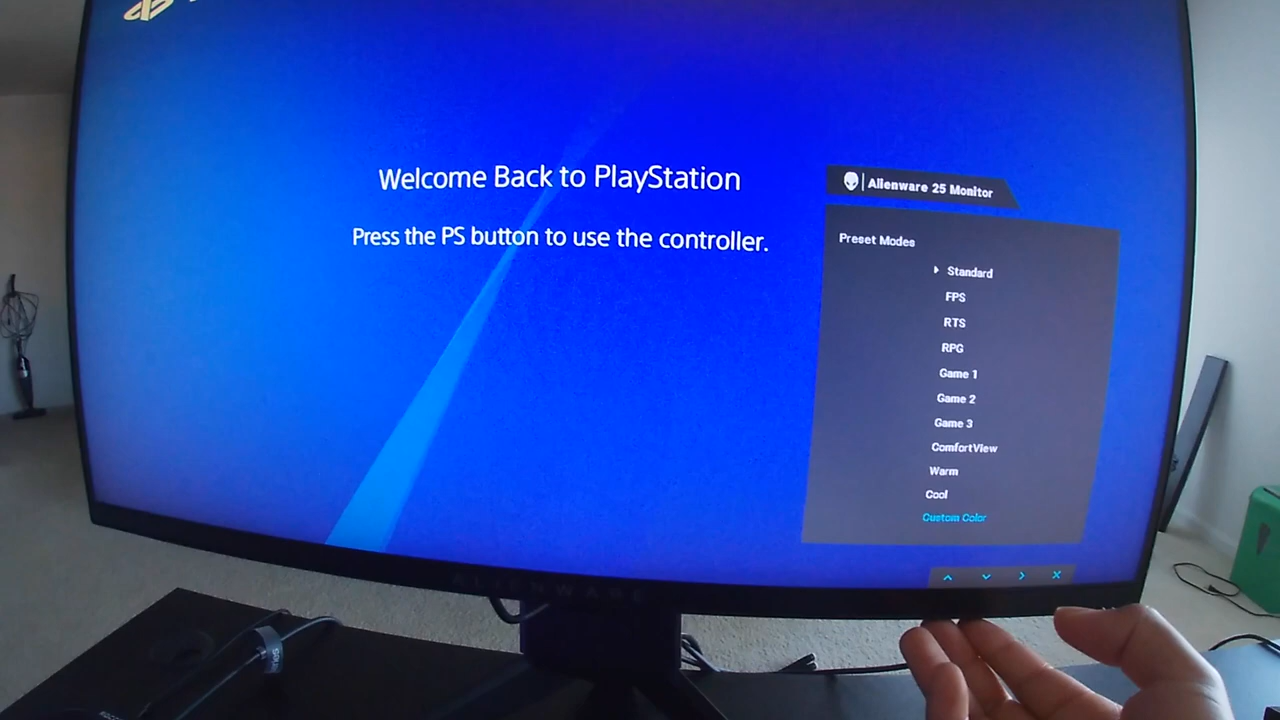 Welcome Back to PlayStation
Press the PS button to use the controller.
Alienware 25 Monitor
Preset Modes
Standard
FPS
RTS
RPG
Game 1
Game 2
Game 3
ComfortView
Warm
Cool
Custom Color
ALIENWARE